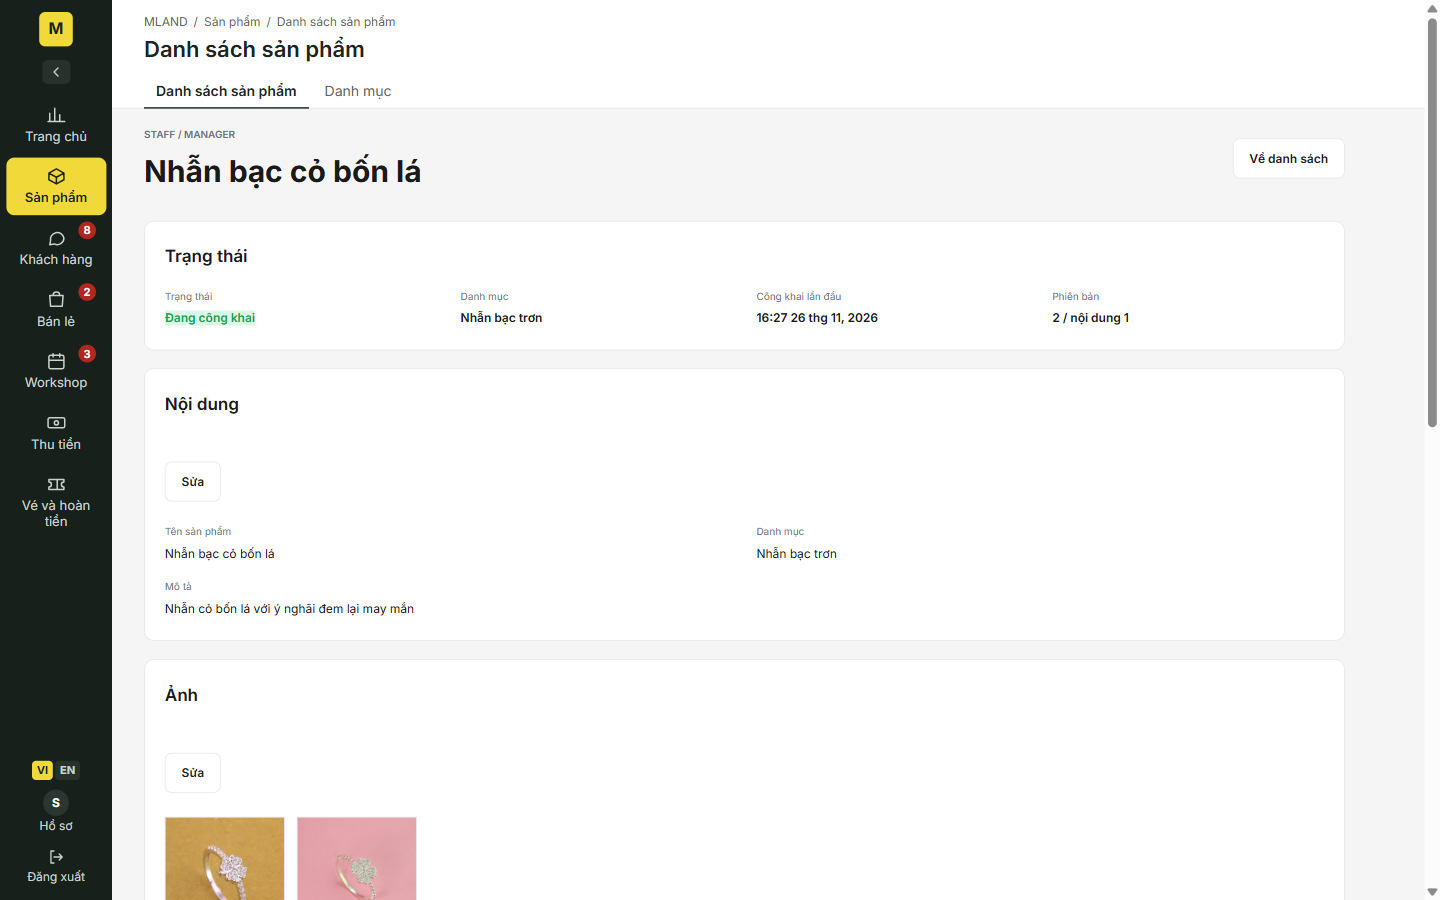 M
MLAND / Sản phẩm / Danh sách sản phẩm
Danh sách sản phẩm
Danh sách sản phẩm
Danh mục
Trang chủ
Sản phẩm
8
Khách hàng
2
Bán lẻ
3
Workshop
Thu tiền
Vé và hoàn
tiền
VI
EN
S
Hồ sơ
Đăng xuất
STAFF / MANAGER
Nhẫn bạc cỏ bốn lá
Về danh sách
Trạng thái
Trạng thái
Đang công khai
Danh mục
Nhẫn bạc trơn
Công khai lần đầu
16:27 26 thg 11, 2026
Phiên bản
2 / nội dung 1
Nội dung
Sửa
Tên sản phẩm
Nhẫn bạc cỏ bốn lá
Danh mục
Nhẫn bạc trơn
Mô tả
Nhẫn cỏ bốn lá với ý nghãi đem lại may mắn
Ảnh
Sửa